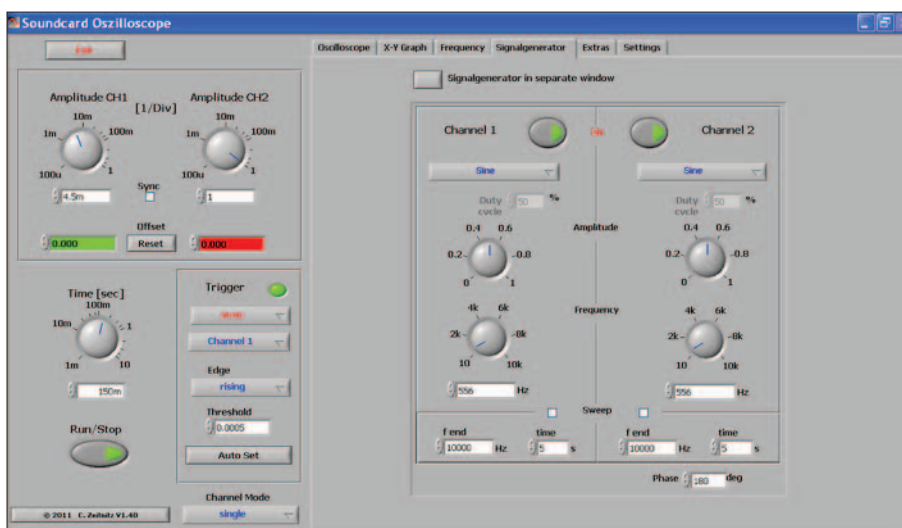 Soundcard Oszilloscope
Oscilloscope X-Y Graph Frequency Signalgenerator Extras Settings
Signalgenerator in separate window
Amplitude CH1 [1/Div] Amplitude CH2
10m 10m
1m 100m 1m 100m
100u 1 100u 1
Sync
4.5m 1
Offset
0.000 Reset 0.000
Time [sec]
100m
10m 1
1m 10
150m
Run/Stop
Trigger
Channel 1
Edge
rising
Threshold
0.0005
Auto Set
Channel Mode
single
© 2011 C. Zeitnitz V1.40
Channel 1 Channel 2
Sine Sine
Duty cycle 50 % Duty cycle 50 %
Amplitude
0.4 0.6 0.4 0.6
0.2 0.8 0.2 0.8
0 1 0 1
Frequency
4k 6k 4k 6k
2k 8k 2k 8k
10 10k 10 10k
556 Hz 556 Hz
Sweep
f end time f end time
10000 Hz 5 s 10000 Hz 5 s
Phase 180 deg